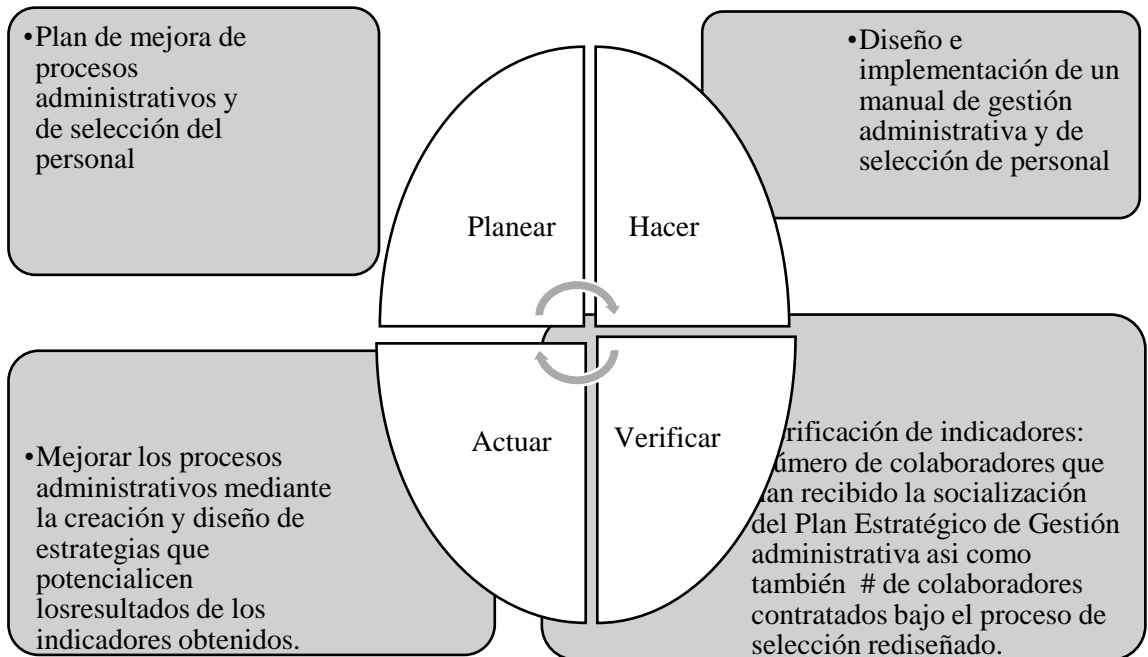 •Plan de mejora de
procesos
administrativos y
de selección del
personal
•Diseño e
implementación de un
manual de gestión
administrativa y de
selección de personal
Planear
Hacer
Actuar
Verificar
•Mejorar los procesos
administrativos mediante
la creación y diseño de
estrategias que
potencialicen
losresultados de los
indicadores obtenidos.
rificación de indicadores:
úmero de colaboradores que
an recibido la socialización
del Plan Estratégico de Gestión
administrativa asi como
también  # de colaboradores
contratados bajo el proceso de
selección rediseñado.